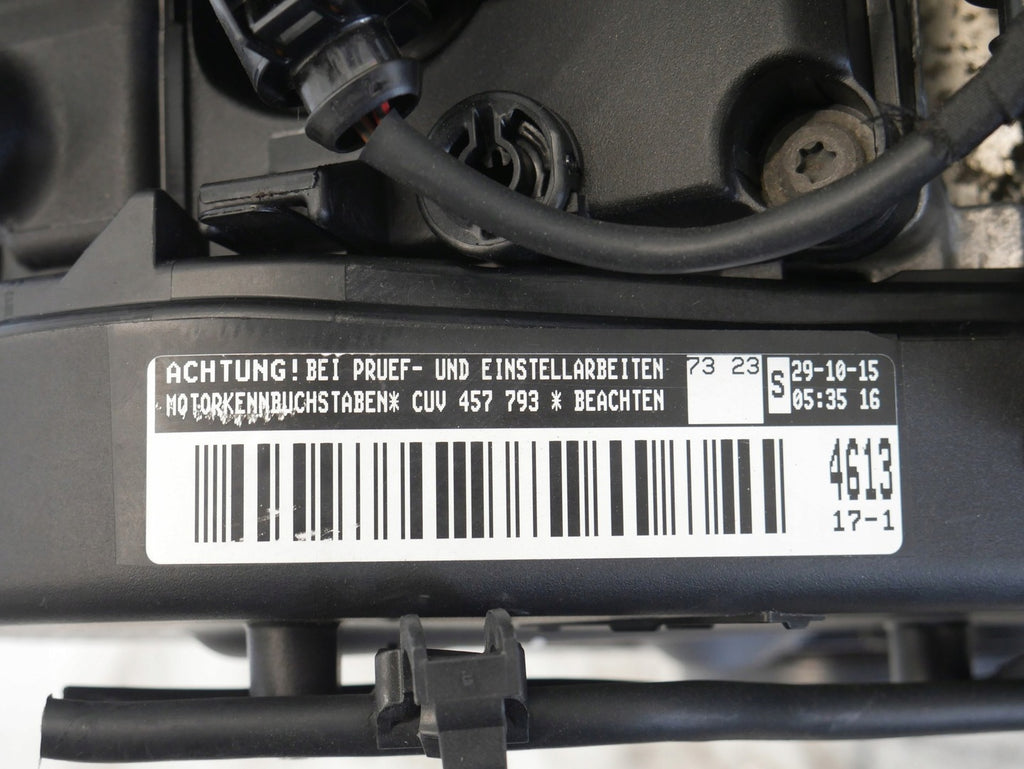 ACHTUNG! BEI PRUEF- UND EINSTELLARBEITEN
MOTORKENNBUCHSTABEN* CUV 457 793 * BEACHTEN
73 23
S
29-10-15
05:35 16
4613
17-1